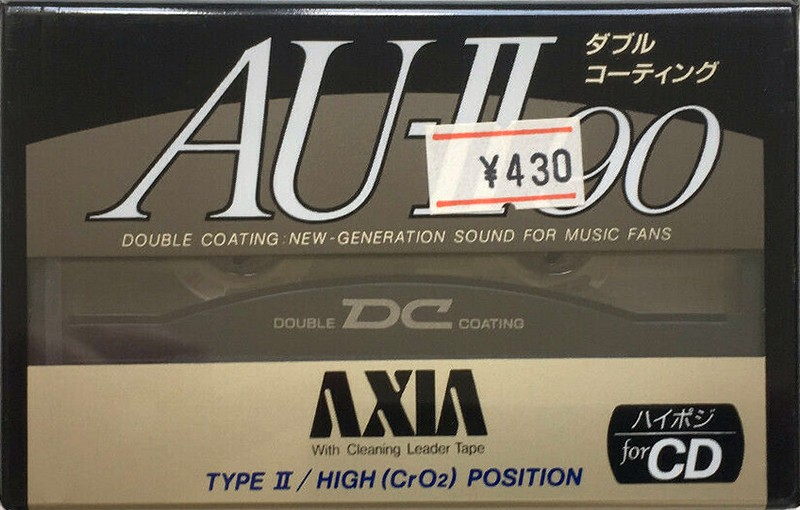 AU-II 90
ダブル
コーティング
¥430
DOUBLE COATING: NEW-GENERATION SOUND FOR MUSIC FANS
DOUBLE DC COATING
AXIA
With Cleaning Leader Tape
TYPE II / HIGH (CrO2) POSITION
ハイポジ
for CD